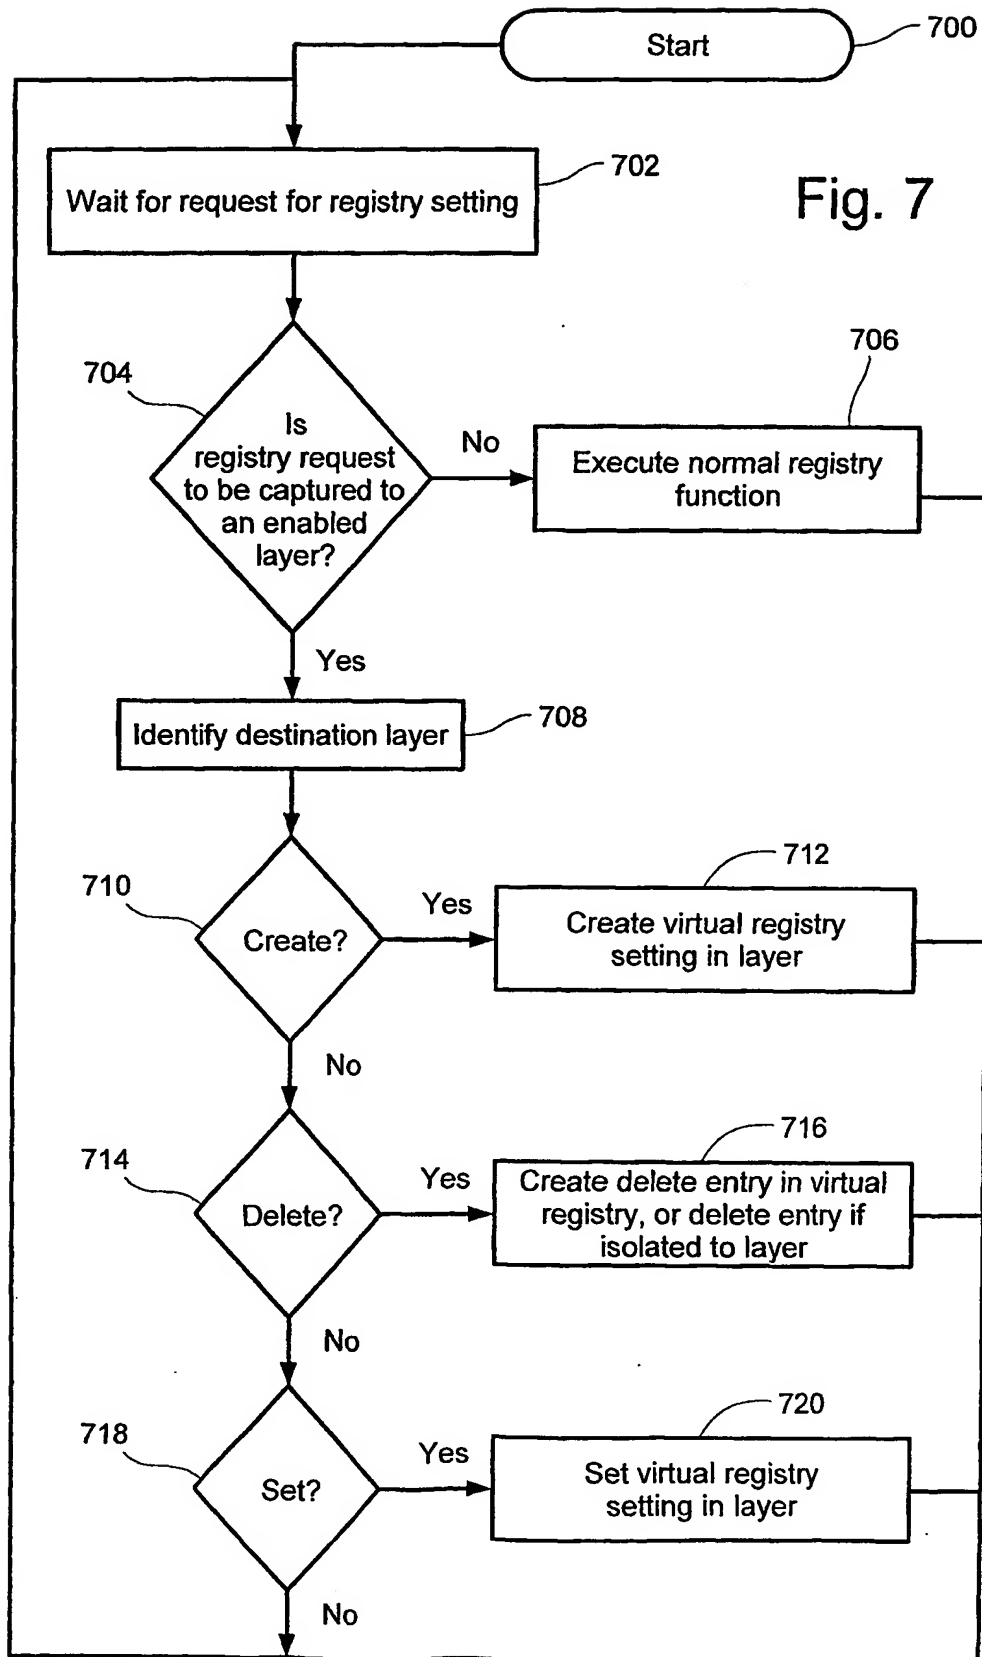 Start
700
Wait for request for registry setting
702
Fig. 7
704
Is
registry request
to be captured to
an enabled
layer?
No
706
Execute normal registry
function
Yes
Identify destination layer
708
710
Create?
Yes
712
Create virtual registry
setting in layer
No
714
Delete?
Yes
716
Create delete entry in virtual
registry, or delete entry if
isolated to layer
No
718
Set?
Yes
720
Set virtual registry
setting in layer
No